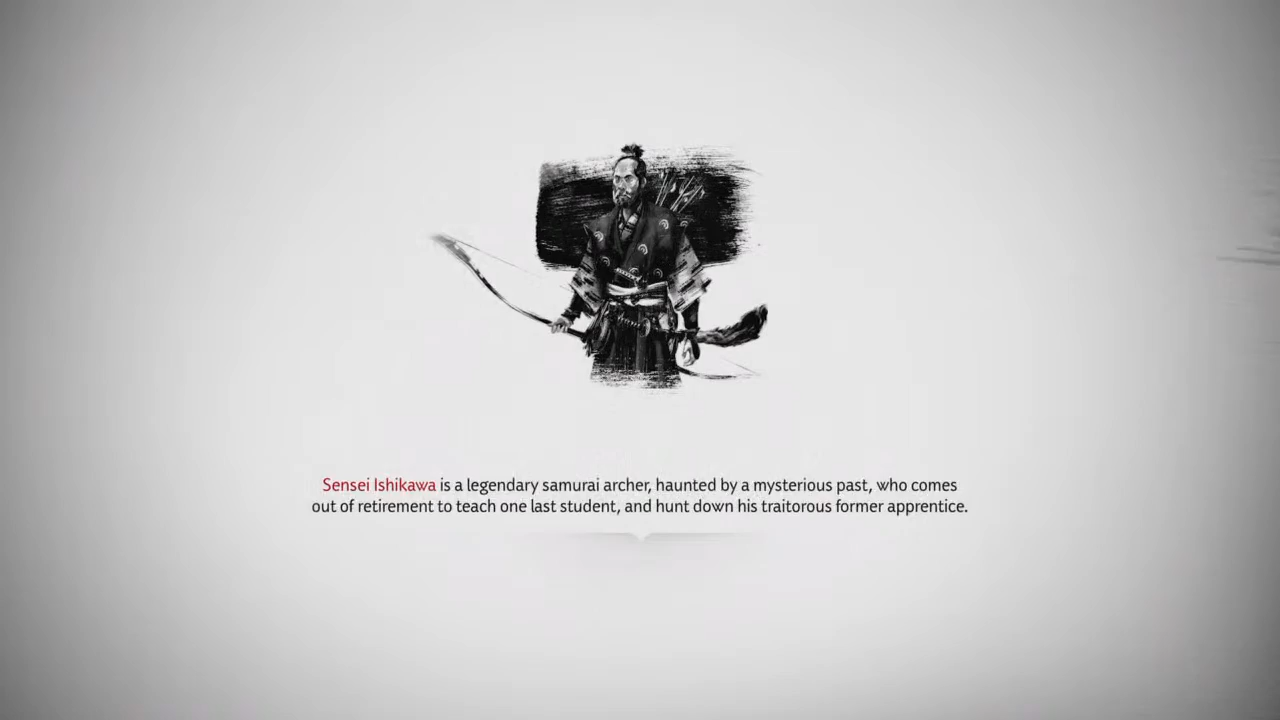 Sensei Ishikawa is a legendary samurai archer, haunted by a mysterious past, who comes
out of retirement to teach one last student, and hunt down his traitorous former apprentice.